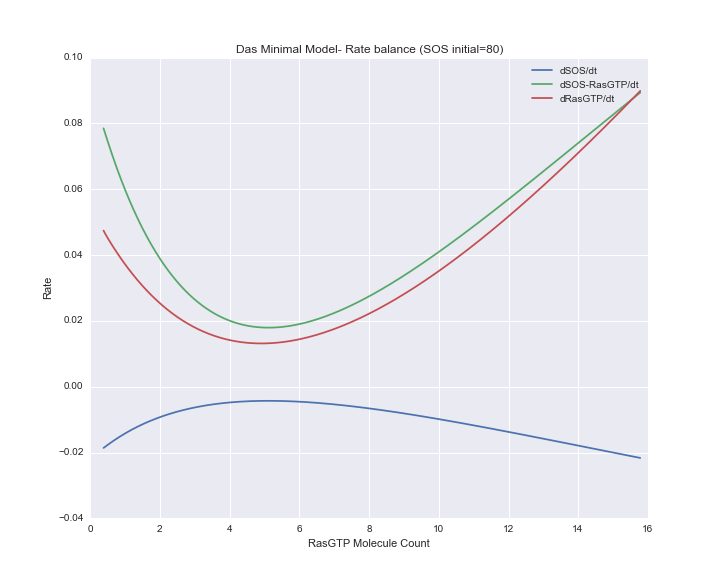 Das Minimal Model- Rate balance (SOS initial=80)
dSOS/dt
dSOS-RasGTP/dt
dRasGTP/dt
0.10
0.08
0.06
0.04
0.02
0.00
−0.02
−0.04
Rate
0 2 4 6 8 10 12 14 16
RasGTP Molecule Count